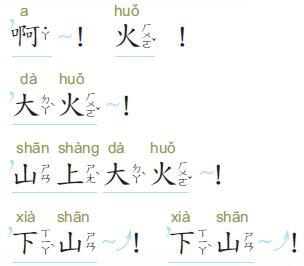 a huǒ
啊ㄚ˙～！ 火ㄏㄨㄛˇ！
dà huǒ
大ㄉㄚˋ火ㄏㄨㄛˇ～！
shān shàng dà huǒ
山ㄕㄢ上ㄕㄤˋ大ㄉㄚˋ火ㄏㄨㄛˇ～！
xià shān xià shān
下ㄒㄧㄚˋ山ㄕㄢ～！ 下ㄒㄧㄚˋ山ㄕㄢ～！